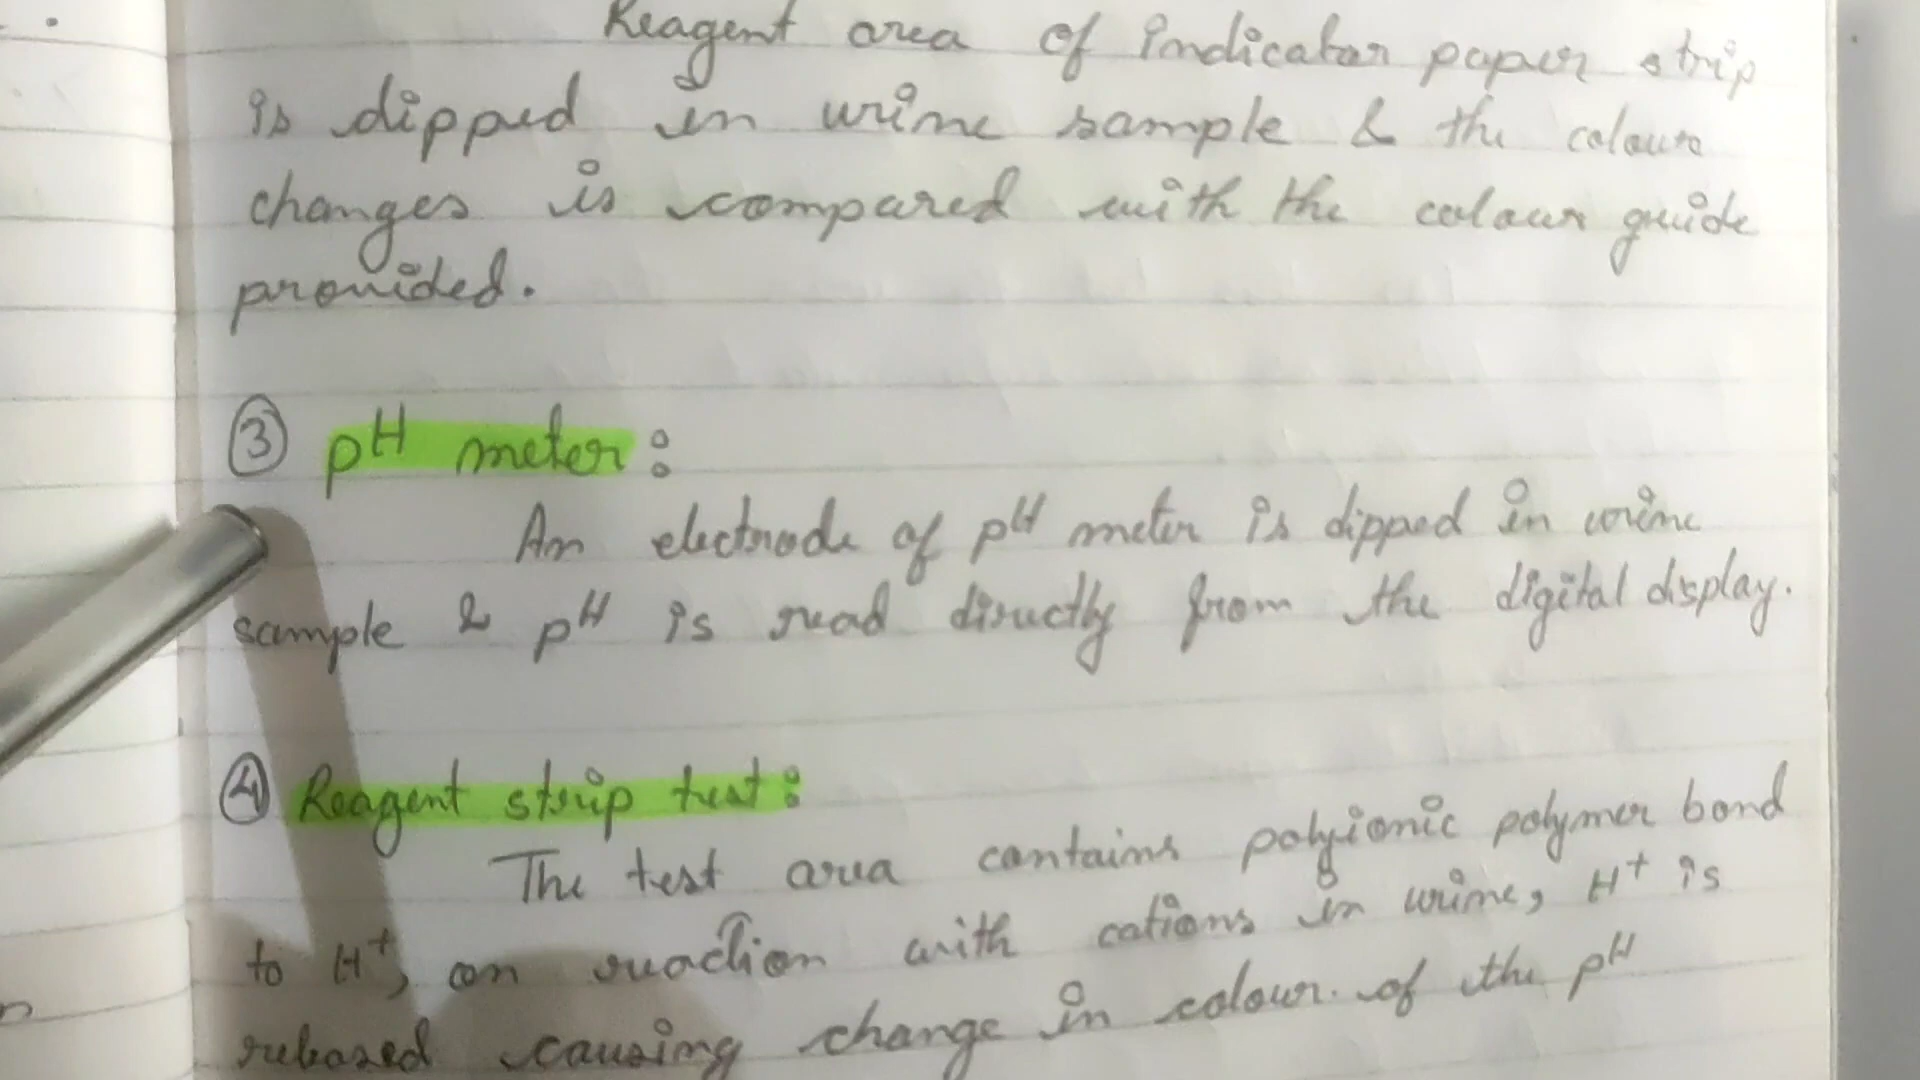 Reagent area of indicator paper strip
is dipped in urine sample & the colour
changes is compared with the colour guide
provided.
③ pH meter:
An electrode of pH meter is dipped in urine
sample & pH is read directly from the digital display.
④ Reagent strip test:
The test area contains polyionic polymer bond
to H+, on reaction with cations in urine, H+ is
released causing change in colour. of the pH